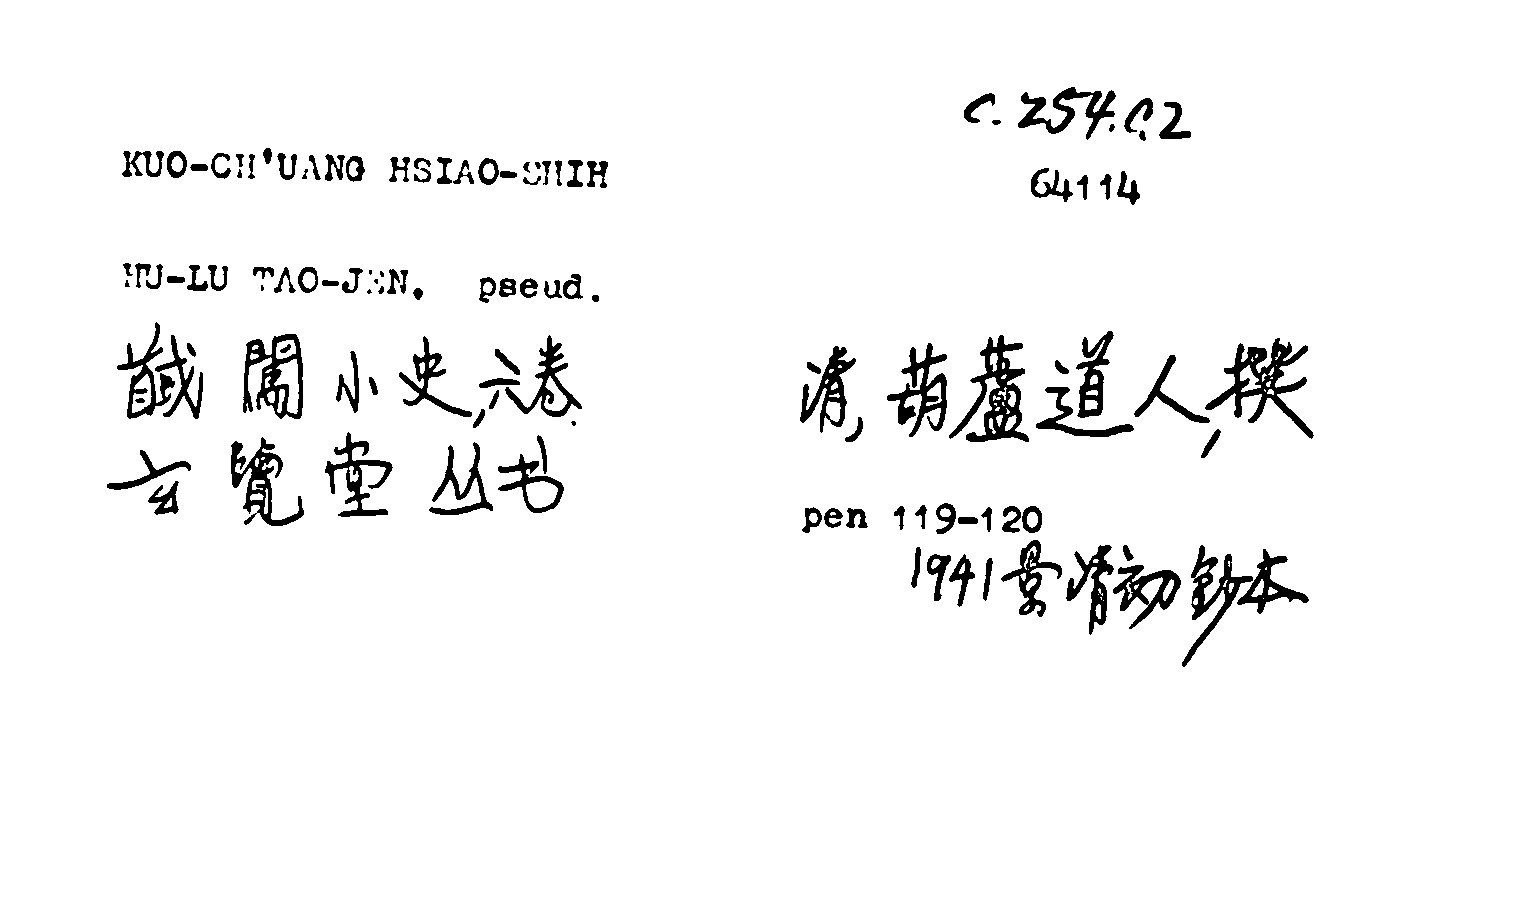 C.254.C.2
64114
KUO-CH'UANG HSIAO-SHIH
HU-LU TAO-JEN. pseud.
馘闖小史,六卷.
清,葫蘆道人,撰
玄覽堂丛书
pen 119-120
1941景清初鈔本